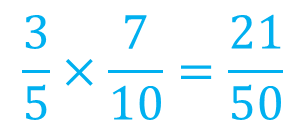 3/5 × 7/10 = 21/50